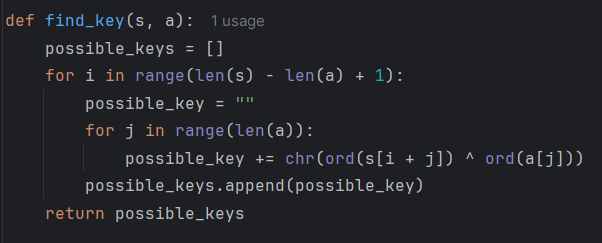 def find_key(s, a): 1 usage
    possible_keys = []
    for i in range(len(s) - len(a) + 1):
        possible_key = ""
        for j in range(len(a)):
            possible_key += chr(ord(s[i + j]) ^ ord(a[j]))
        possible_keys.append(possible_key)
    return possible_keys